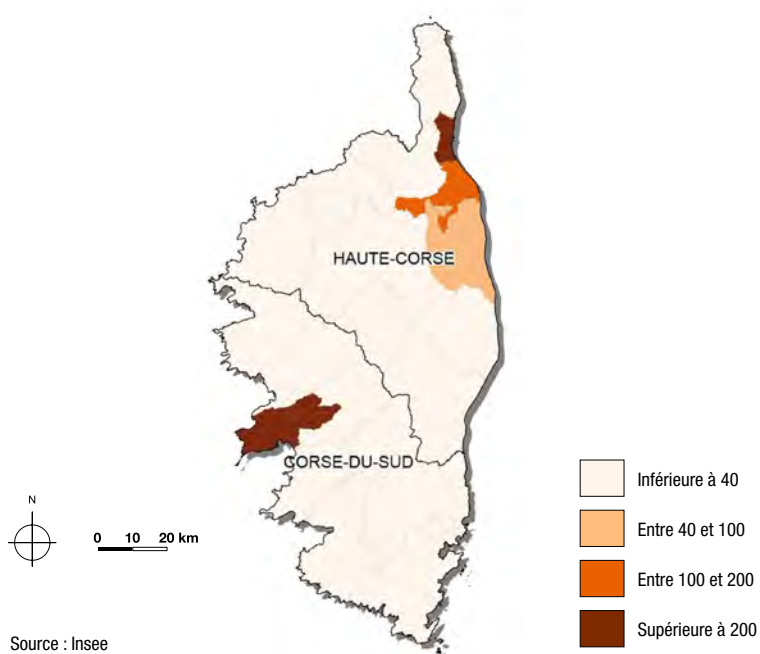 HAUTE-CORSE
CORSE-DU-SUD
N
0 10 20 km
Inférieure à 40
Entre 40 et 100
Entre 100 et 200
Supérieure à 200
Source : Insee